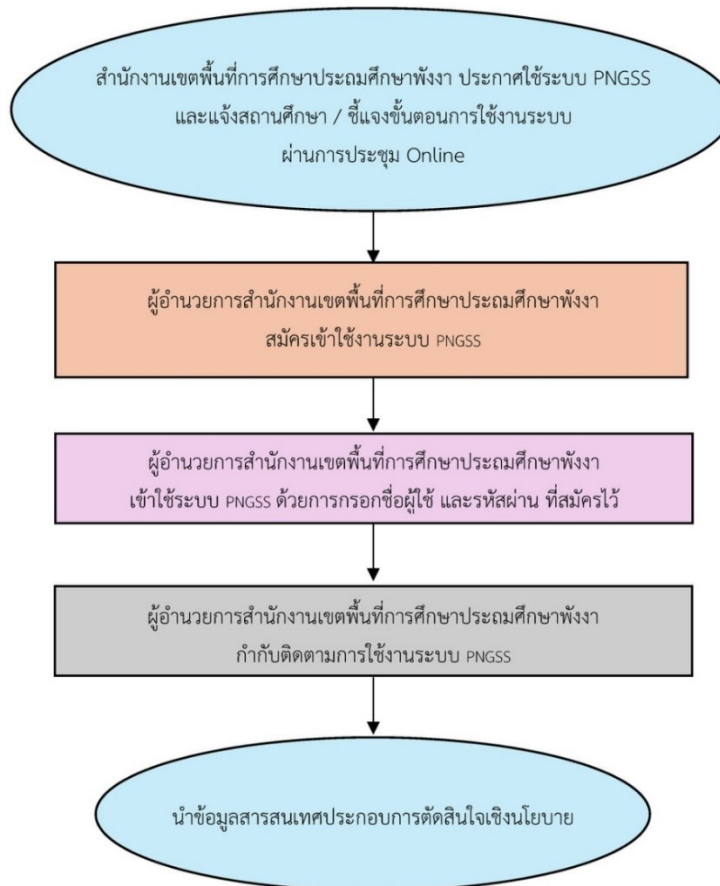 สำนักงานเขตพื้นที่การศึกษาประถมศึกษาพังงา ประกาศใช้ระบบ PNGSS
และแจ้งสถานศึกษา / ชี้แจงขั้นตอนการใช้งานระบบ
ผ่านการประชุม Online
ผู้อำนวยการสำนักงานเขตพื้นที่การศึกษาประถมศึกษาพังงา
สมัครเข้าใช้งานระบบ PNGSS
ผู้อำนวยการสำนักงานเขตพื้นที่การศึกษาประถมศึกษาพังงา
เข้าใช้ระบบ PNGSS ด้วยการกรอกชื่อผู้ใช้ และรหัสผ่าน ที่สมัครไว้
ผู้อำนวยการสำนักงานเขตพื้นที่การศึกษาประถมศึกษาพังงา
กำกับติดตามการใช้งานระบบ PNGSS
นำข้อมูลสารสนเทศประกอบการตัดสินใจเชิงนโยบาย